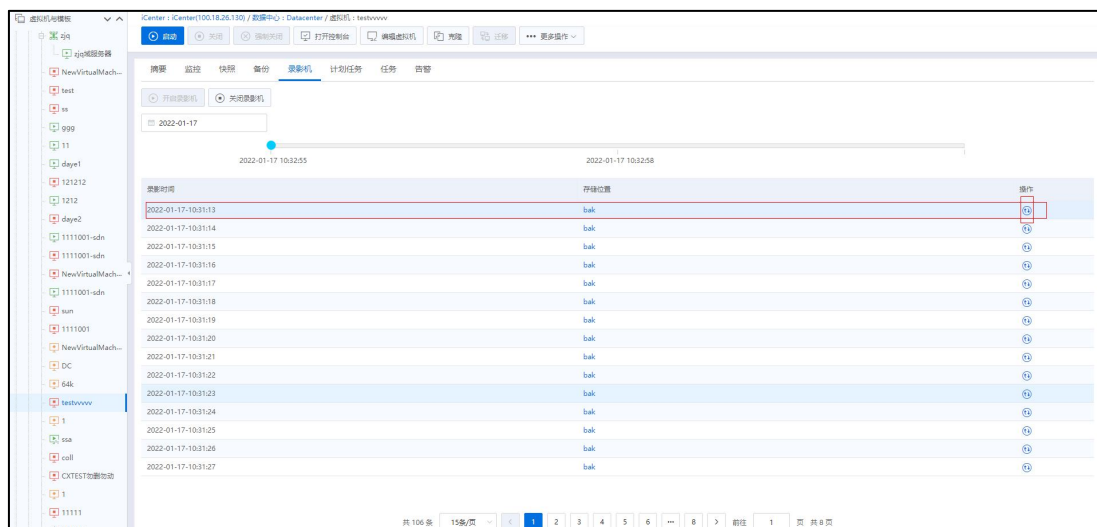 虚拟机与模板
zjq
zjq域服务器
NewVirtualMach...
test
ss
ggg
11
daye1
121212
1212
daye2
1111001-sdn
1111001-sdn
NewVirtualMach...
1111001-sdn
sun
1111001
NewVirtualMach...
DC
64k
testvvvvv
1
ssa
coll
CXTEST勿删勿动
1
11111
iCenter : iCenter(100.18.26.130) / 数据中心 : Datacenter / 虚拟机 : testvvvvv
启动 关闭 强制关闭 打开控制台 编辑虚拟机 克隆 迁移 ••• 更多操作
摘要 监控 快照 备份 录影机 计划任务 任务 告警
开启录影机 关闭录影机
2022-01-17
2022-01-17 10:32:55 2022-01-17 10:32:58
录影时间 存储位置 操作
2022-01-17-10:31:13 bak
2022-01-17-10:31:14 bak
2022-01-17-10:31:15 bak
2022-01-17-10:31:16 bak
2022-01-17-10:31:17 bak
2022-01-17-10:31:18 bak
2022-01-17-10:31:19 bak
2022-01-17-10:31:20 bak
2022-01-17-10:31:21 bak
2022-01-17-10:31:22 bak
2022-01-17-10:31:23 bak
2022-01-17-10:31:24 bak
2022-01-17-10:31:25 bak
2022-01-17-10:31:26 bak
2022-01-17-10:31:27 bak
共 106 条 15条/页 < 1 2 3 4 5 6 ••• 8 > 前往 1 页 共 8 页